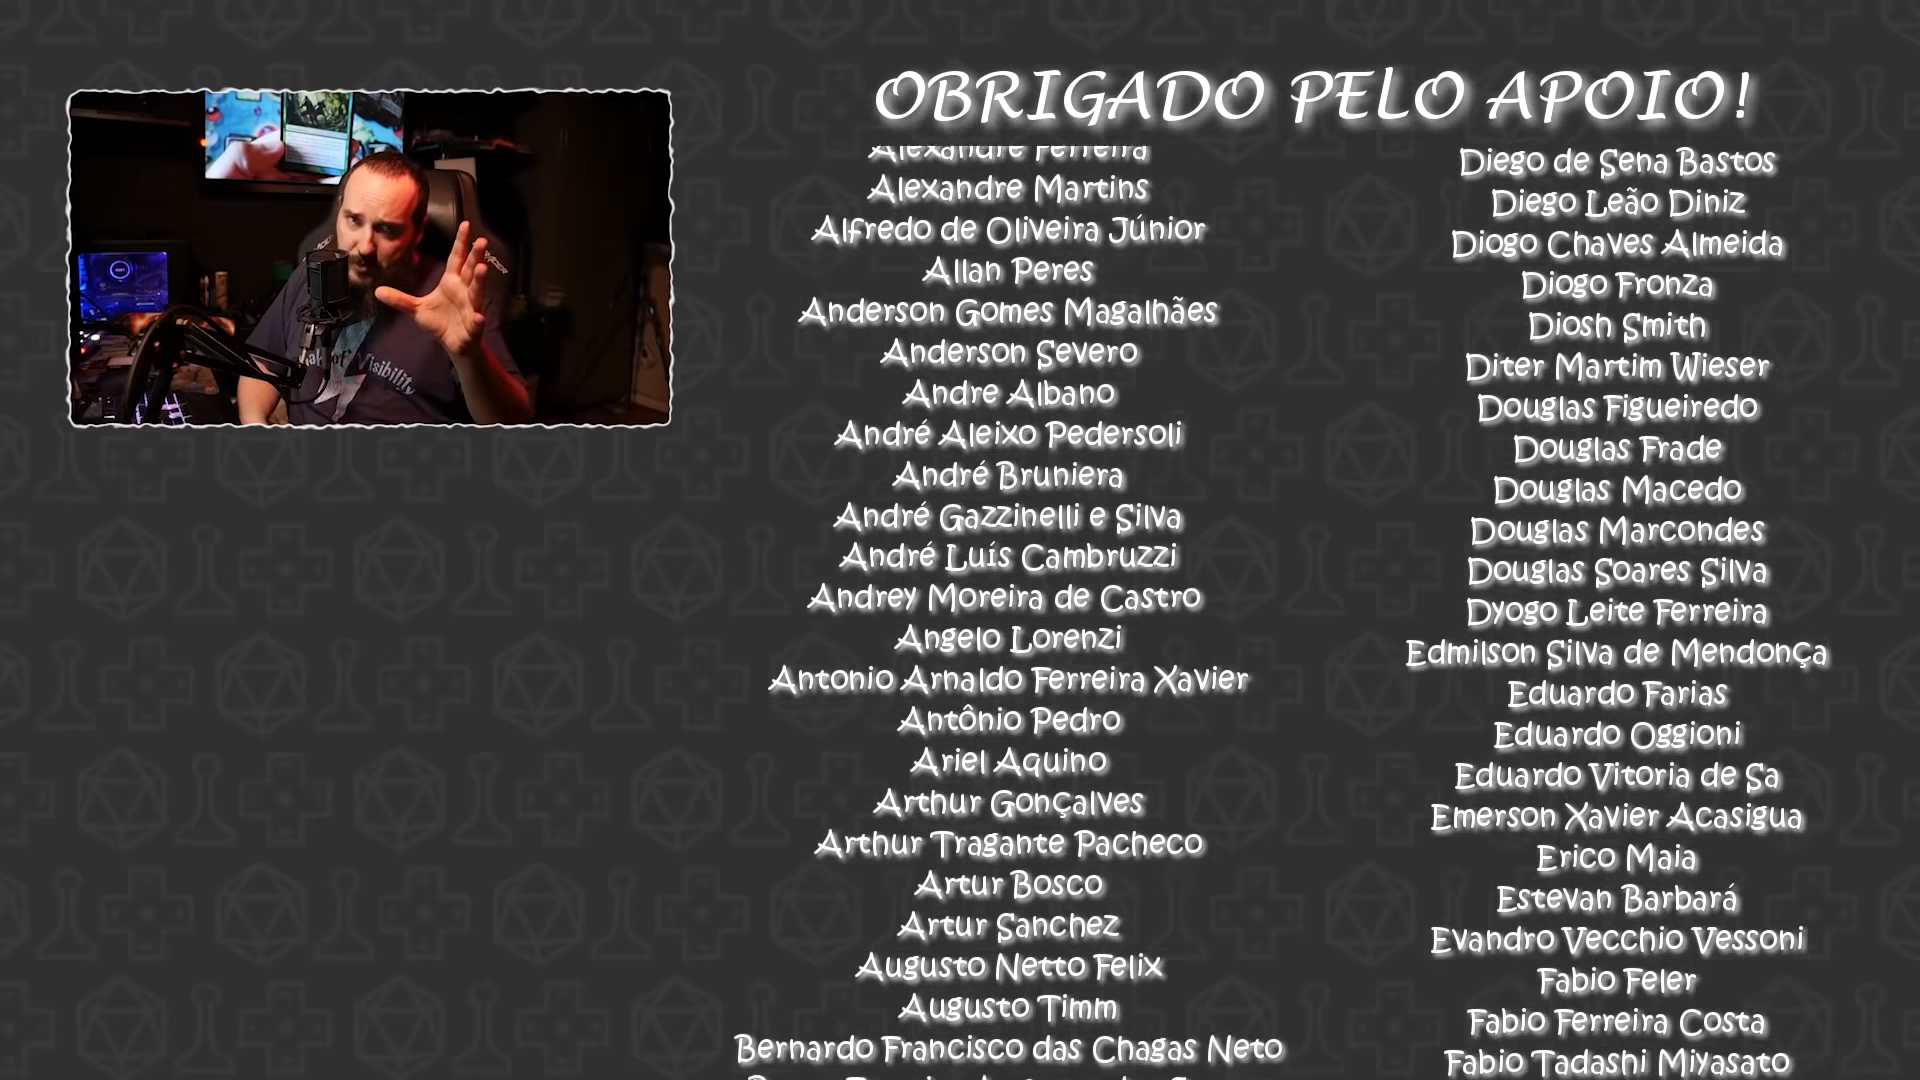 OBRIGADO PELO APOIO!
Alexandre Ferreira
Alexandre Martins
Alfredo de Oliveira Júnior
Allan Peres
Anderson Gomes Magalhães
Anderson Severo
Andre Albano
André Aleixo Pedersoli
André Bruniera
André Gazzinelli e Silva
André Luís Cambruzzi
Andrey Moreira de Castro
Angelo Lorenzi
Antonio Arnaldo Ferreira Xavier
Antônio Pedro
Ariel Aquino
Arthur Gonçalves
Arthur Tragante Pacheco
Artur Bosco
Artur Sanchez
Augusto Netto Felix
Augusto Timm
Bernardo Francisco das Chagas Neto
Diego de Sena Bastos
Diego Leão Diniz
Diogo Chaves Almeida
Diogo Fronza
Diosh Smith
Diter Martim Wieser
Douglas Figueiredo
Douglas Frade
Douglas Macedo
Douglas Marcondes
Douglas Soares Silva
Dyogo Leite Ferreira
Edmilson Silva de Mendonça
Eduardo Farias
Eduardo Oggioni
Eduardo Vitoria de Sa
Emerson Xavier Acasigua
Erico Maia
Estevan Barbará
Evandro Vecchio Vessoni
Fabio Feler
Fabio Ferreira Costa
Fabio Tadashi Miyasato
of Visibility